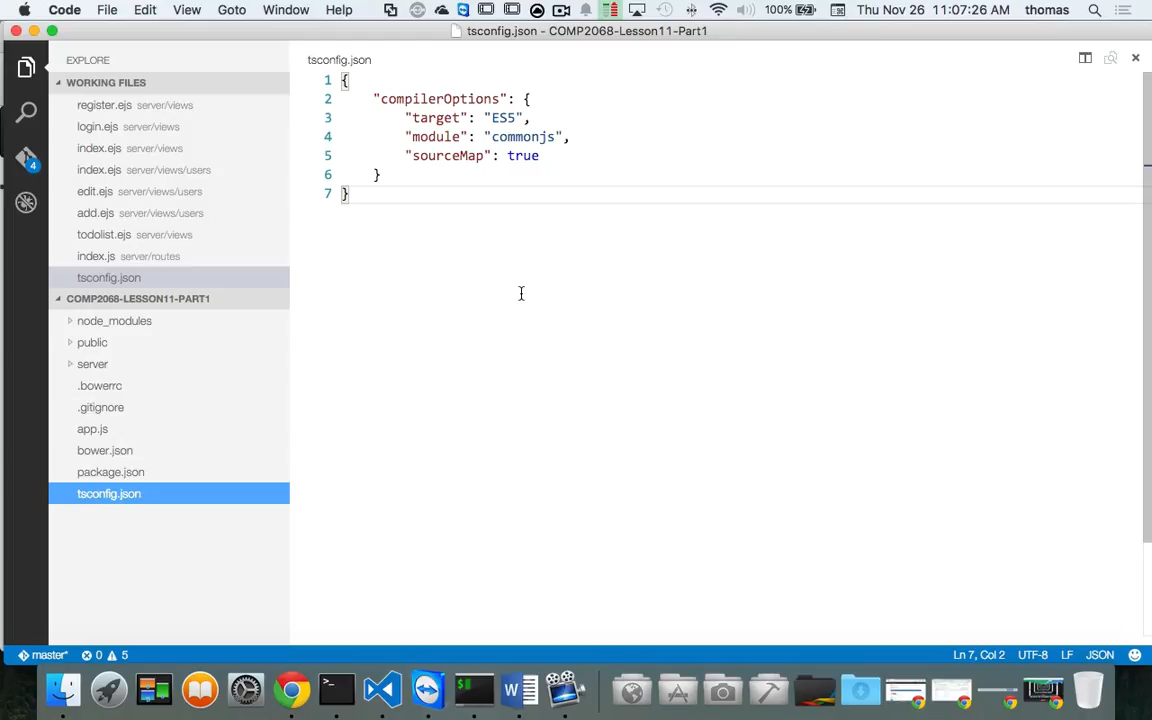 Code File Edit View Goto Window Help 100% Thu Nov 26 11:07:26 AM thomas
tsconfig.json - COMP2068-Lesson11-Part1
EXPLORE
tsconfig.json
WORKING FILES
register.ejs server/views
login.ejs server/views
index.ejs server/views
index.ejs server/views/users
edit.ejs server/views/users
add.ejs server/views/users
todolist.ejs server/views
index.js server/routes
tsconfig.json
COMP2068-LESSON11-PART1
node_modules
public
server
.bowerrc
.gitignore
app.js
bower.json
package.json
tsconfig.json
4
1 {
2 "compilerOptions": {
3 "target": "ES5",
4 "module": "commonjs",
5 "sourceMap": true
6 }
7 }
master* 0 5 Ln 7, Col 2 UTF-8 LF JSON